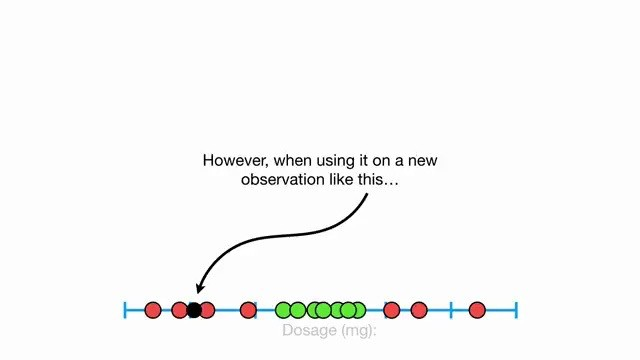 However, when using it on a new
observation like this…
Dosage (mg):